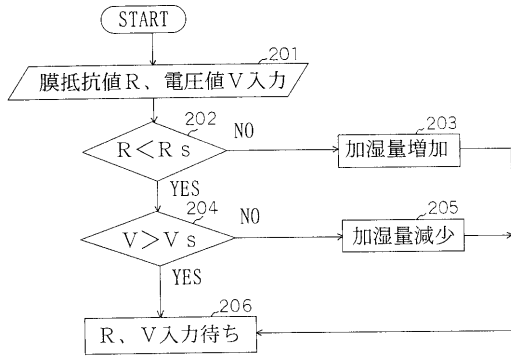 START
201
膜抵抗値R、電圧値V入力
202
R<Rs
NO
203
加湿量増加
YES
204
V>Vs
NO
205
加湿量減少
YES
206
R、V入力待ち